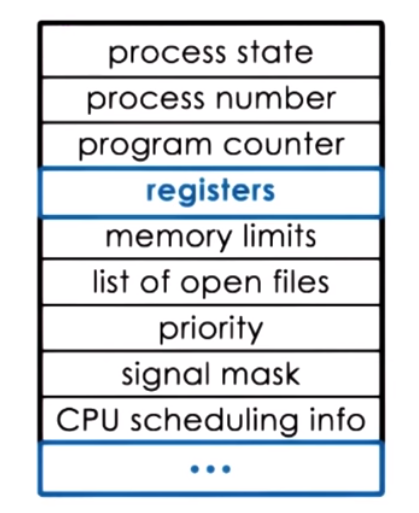 process state
process number
program counter
registers
memory limits
list of open files
priority
signal mask
CPU scheduling info
...